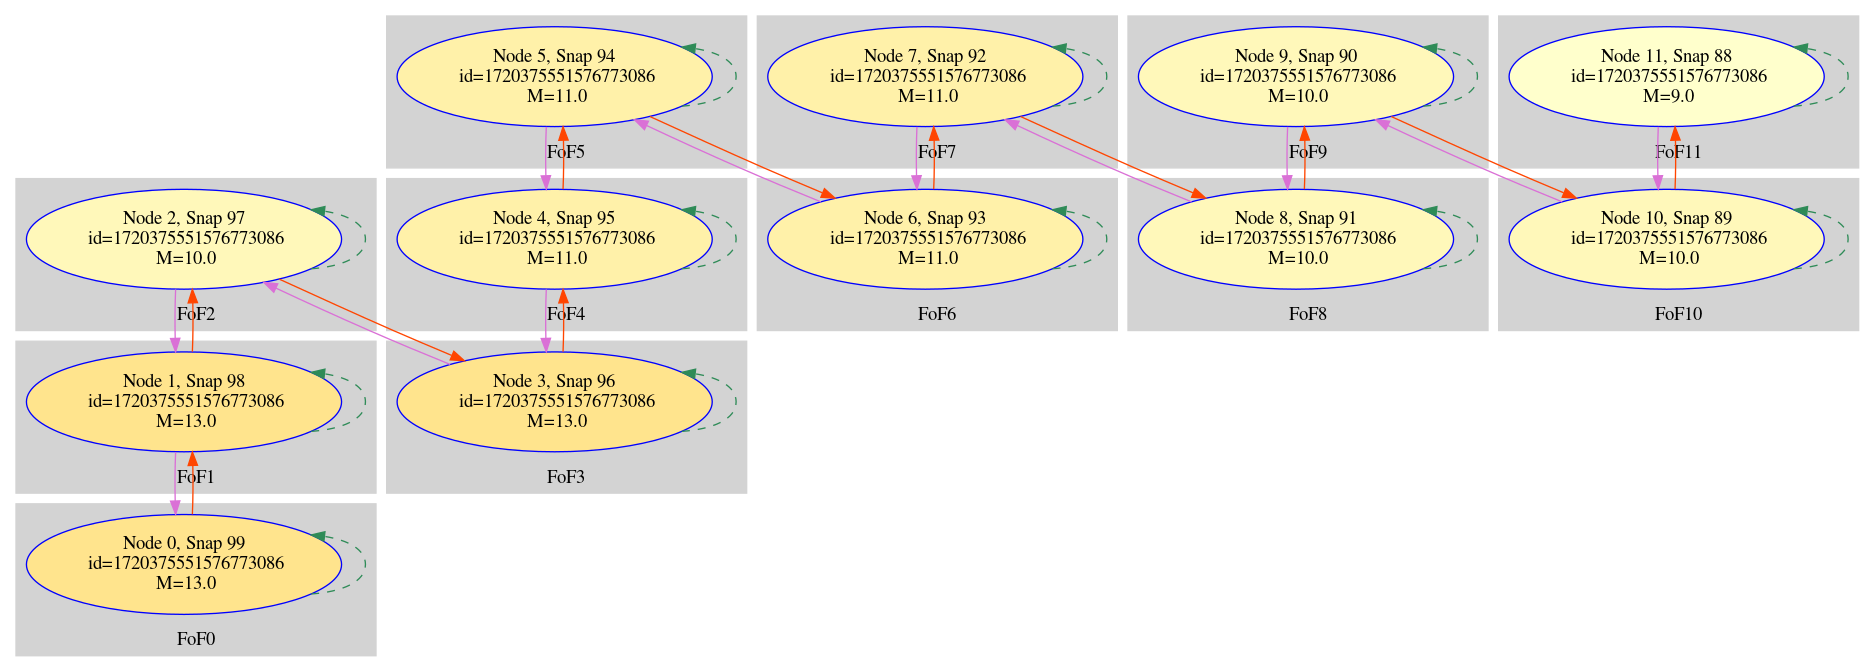 Node 5, Snap 94
id=1720375551576773086
M=11.0
FoF5
Node 7, Snap 92
id=1720375551576773086
M=11.0
FoF7
Node 9, Snap 90
id=1720375551576773086
M=10.0
FoF9
Node 11, Snap 88
id=1720375551576773086
M=9.0
FoF11
Node 2, Snap 97
id=1720375551576773086
M=10.0
FoF2
Node 4, Snap 95
id=1720375551576773086
M=11.0
FoF4
Node 6, Snap 93
id=1720375551576773086
M=11.0
FoF6
Node 8, Snap 91
id=1720375551576773086
M=10.0
FoF8
Node 10, Snap 89
id=1720375551576773086
M=10.0
FoF10
Node 1, Snap 98
id=1720375551576773086
M=13.0
FoF1
Node 3, Snap 96
id=1720375551576773086
M=13.0
FoF3
Node 0, Snap 99
id=1720375551576773086
M=13.0
FoF0